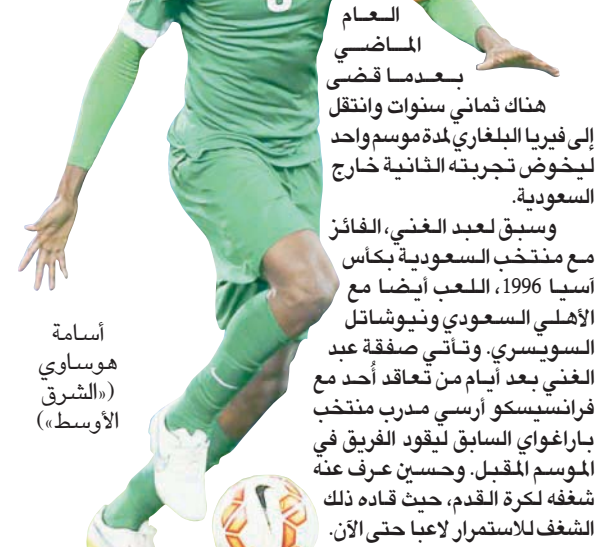 العام
الماضي
بعدما قضى
هناك ثماني سنوات وانتقل
إلى فيريا البلغاري لمدة موسم واحد
ليخوض تجربته الثانية خارج
السعودية.
وسبق لعبد الغني، الفائز
مع منتخب السعودية بكأس
آسيا 1996، اللعب أيضا مع
الأهلي السعودي ونيوشاتل
السويسري. وتأتي صفقة عبد
الغني بعد أيام من تعاقد أُحد مع
فرانسيسكو أرسي مدرب منتخب
باراغواي السابق ليقود الفريق في
الموسم المقبل. وحسين عرف عنه
شغفه لكرة القدم، حيث قاده ذلك
الشغف للاستمرار لاعبا حتى الآن.
أسامة
هوساوي
(«الشرق
الأوسط»)